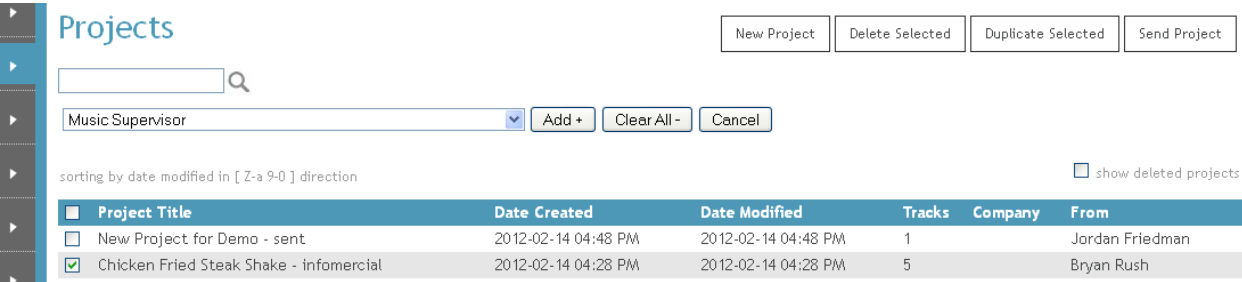 Projects
New Project Delete Selected Duplicate Selected Send Project
Music Supervisor Add + Clear All - Cancel
sorting by date modified in [ Z-a 9-0 ] direction show deleted projects
Project Title Date Created Date Modified Tracks Company From
New Project for Demo - sent 2012-02-14 04:48 PM 2012-02-14 04:48 PM 1 Jordan Friedman
Chicken Fried Steak Shake - infomercial 2012-02-14 04:28 PM 2012-02-14 04:28 PM 5 Bryan Rush